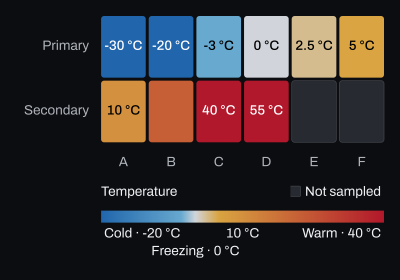 Primary -30 °C -20 °C -3 °C 0 °C 2.5 °C 5 °C
Secondary 10 °C 40 °C 55 °C
A B C D E F
Temperature Not sampled
Cold · -20 °C 10 °C Warm · 40 °C
Freezing · 0 °C